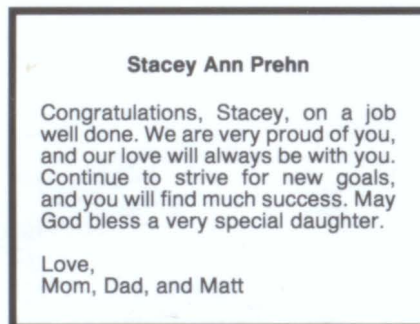 Stacey Ann Prehn
Congratulations, Stacey, on a job
well done. We are very proud of you,
and our love will always be with you.
Continue to strive for new goals,
and you will find much success. May
God bless a very special daughter.
Love,
Mom, Dad, and Matt